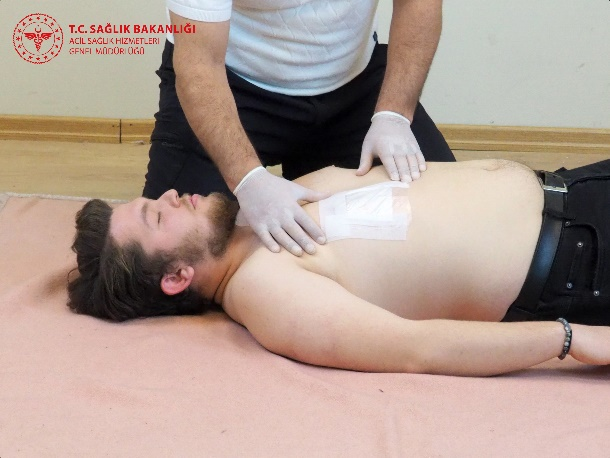 T.C. SAĞLIK BAKANLIĞI
ACİL SAĞLIK HİZMETLERİ
GENEL MÜDÜRLÜĞÜ